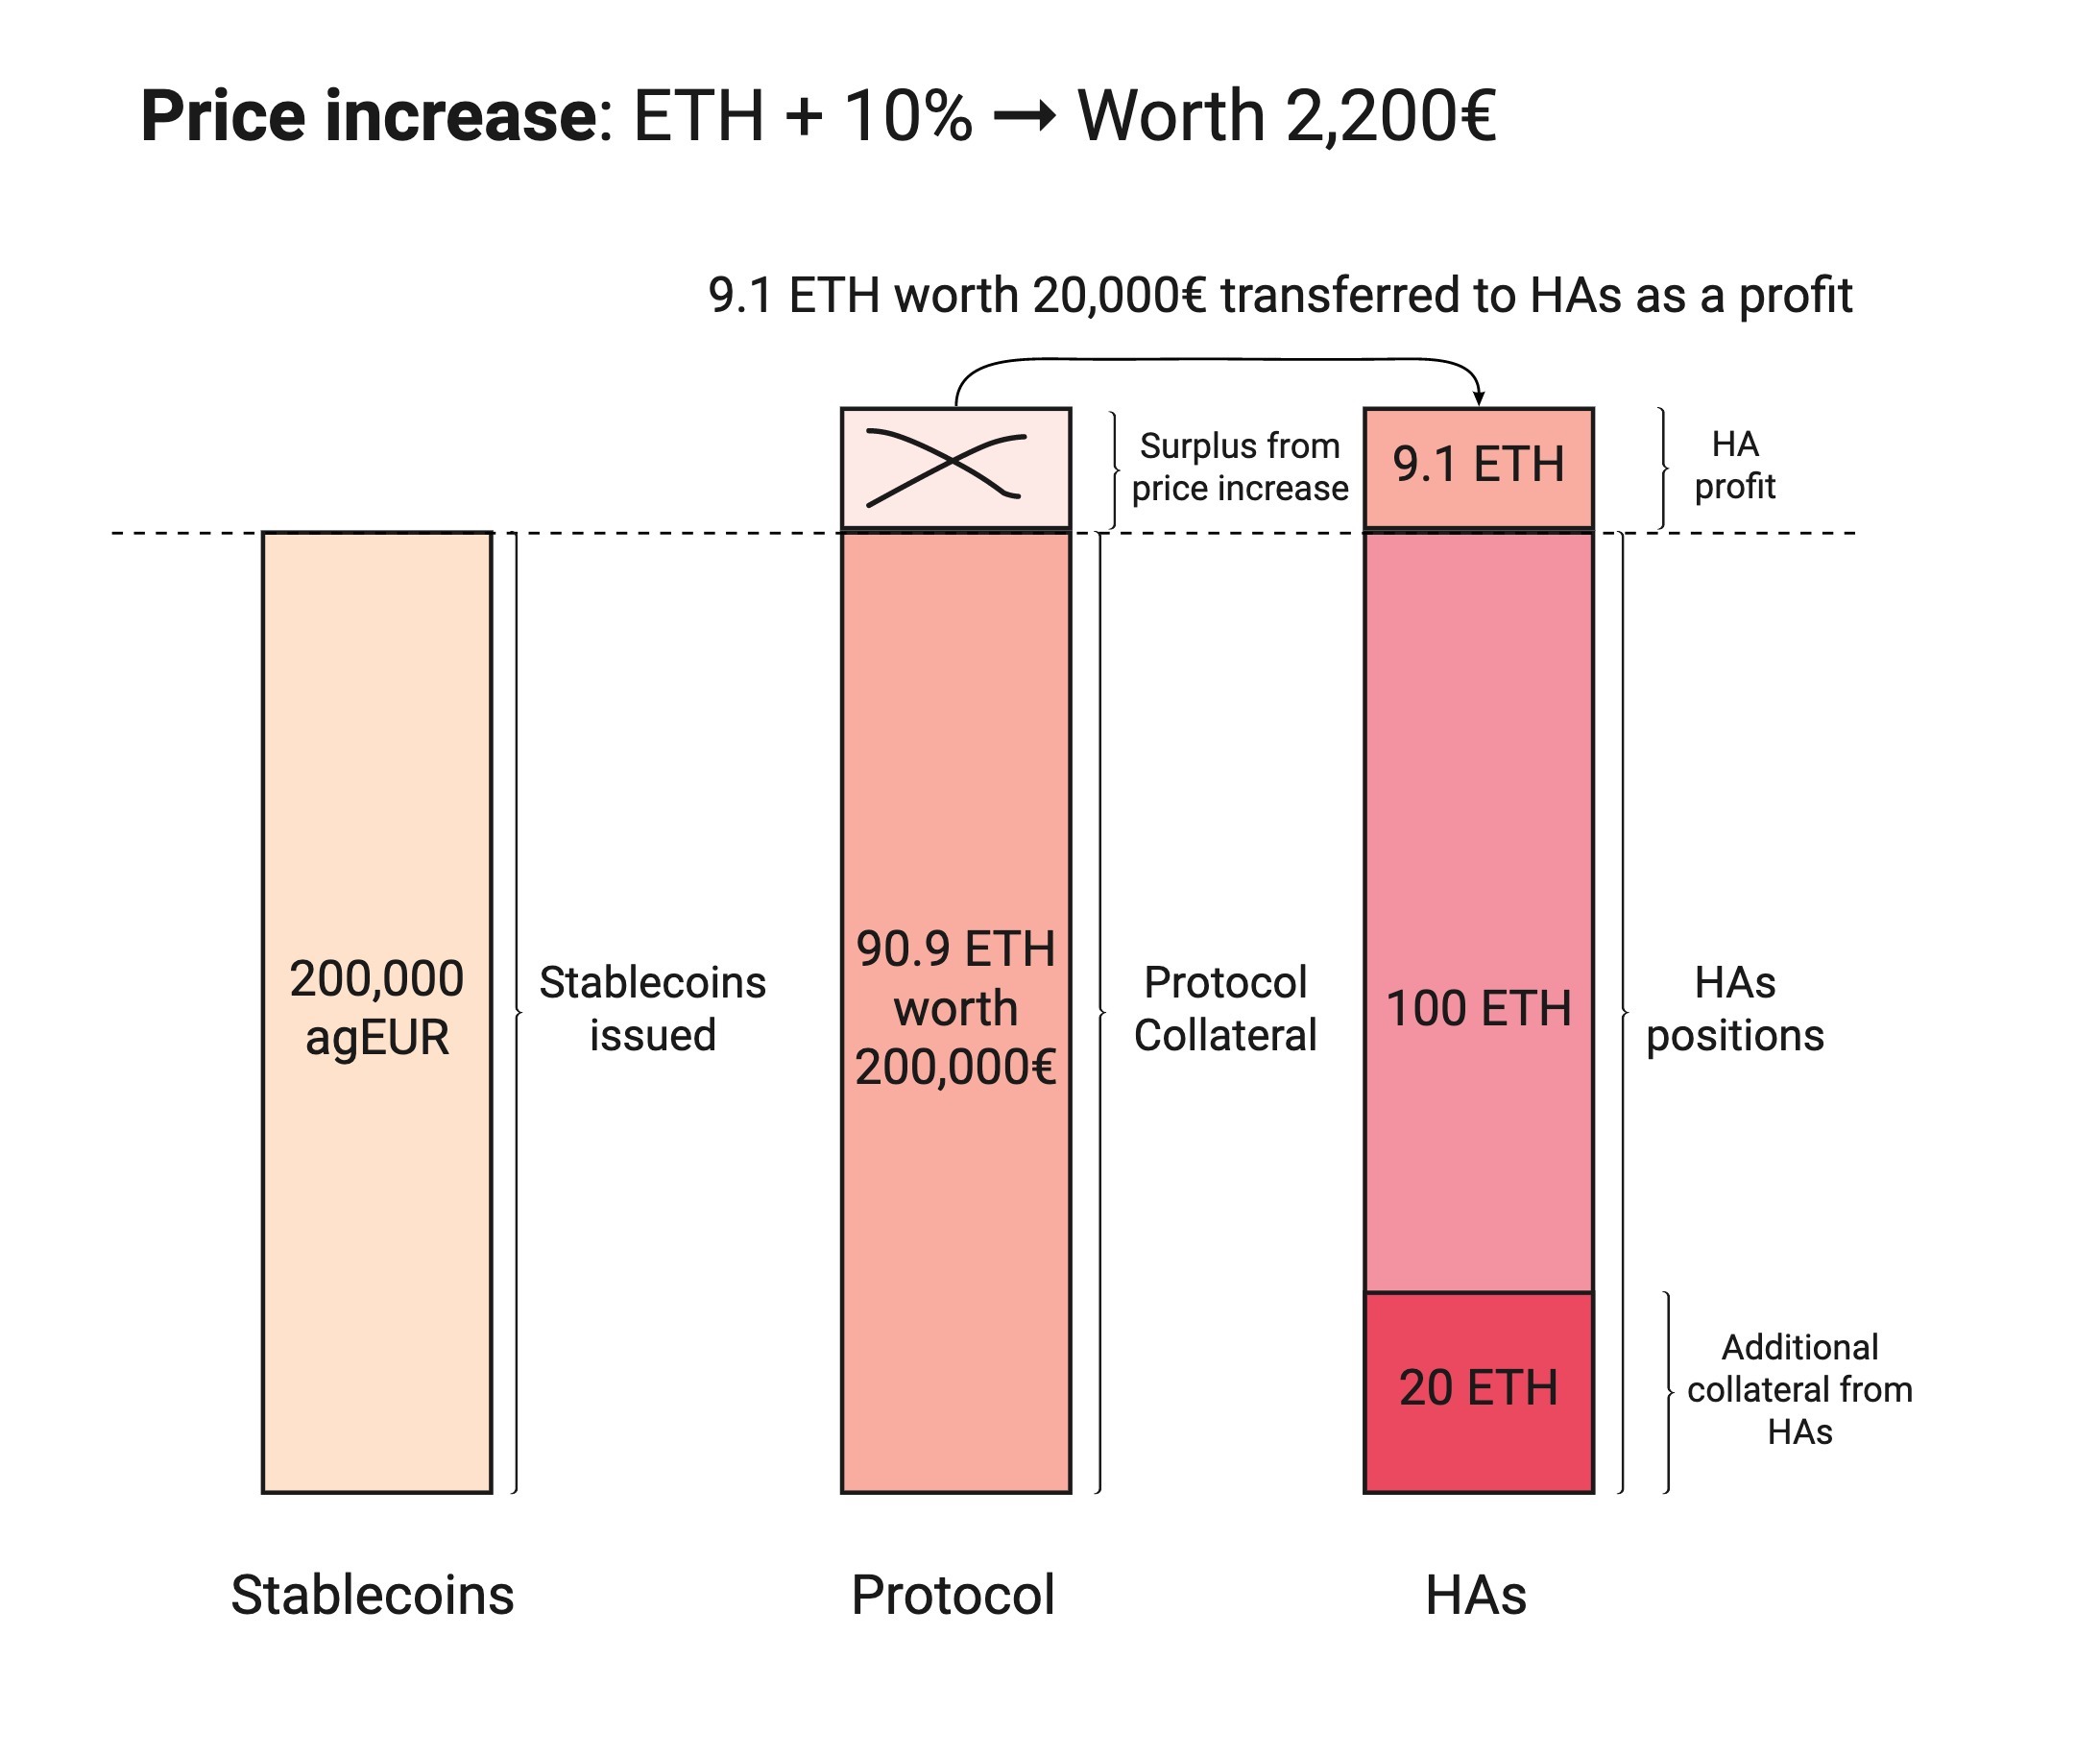 Price increase: ETH + 10% → Worth 2,200€
9.1 ETH worth 20,000€ transferred to HAs as a profit
Surplus from
price increase
9.1 ETH
HA
profit
200,000
agEUR
Stablecoins
issued
90.9 ETH
worth
200,000€
Protocol
Collateral
100 ETH
HAs
positions
20 ETH
Additional
collateral from
HAs
Stablecoins
Protocol
HAs